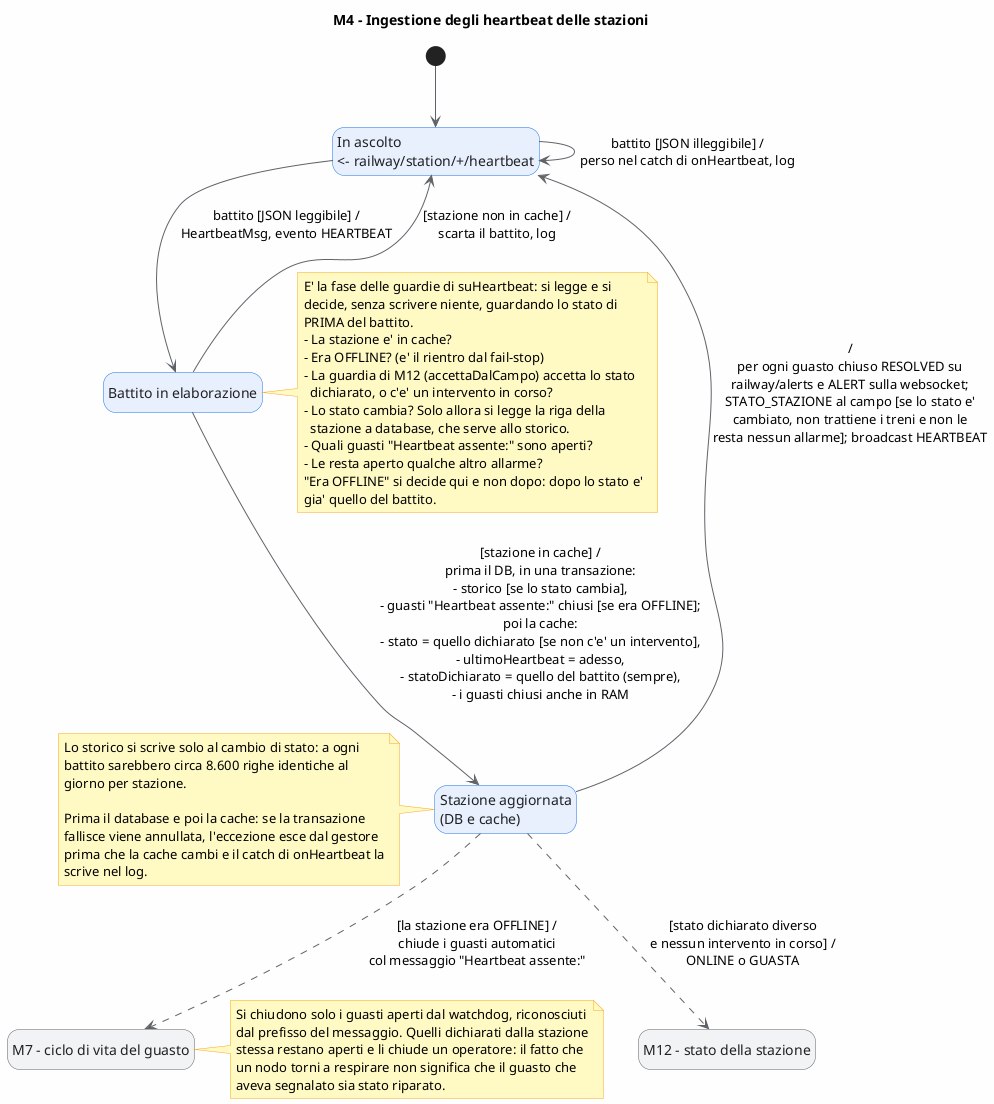 M4 - Ingestione degli heartbeat delle stazioni
In ascolto
<- railway/station/+/heartbeat
battito [JSON illeggibile] /
perso nel catch di onHeartbeat, log
battito [JSON leggibile] /
HeartbeatMsg, evento HEARTBEAT
[stazione non in cache] /
scarta il battito, log
E' la fase delle guardie di suHeartbeat: si legge e si
decide, senza scrivere niente, guardando lo stato di
PRIMA del battito.
- La stazione e' in cache?
- Era OFFLINE? (e' il rientro dal fail-stop)
- La guardia di M12 (accettaDalCampo) accetta lo stato
dichiarato, o c'e' un intervento in corso?
- Lo stato cambia? Solo allora si legge la riga della
stazione a database, che serve allo storico.
- Quali guasti "Heartbeat assente:" sono aperti?
- Le resta aperto qualche altro allarme?
"Era OFFLINE" si decide qui e non dopo: dopo lo stato e'
gia' quello del battito.
Battito in elaborazione
/
per ogni guasto chiuso RESOLVED su
railway/alerts e ALERT sulla websocket;
STATO_STAZIONE al campo [se lo stato e'
cambiato, non trattiene i treni e non le
resta nessun allarme]; broadcast HEARTBEAT
[stazione in cache] /
prima il DB, in una transazione:
- storico [se lo stato cambia],
- guasti "Heartbeat assente:" chiusi [se era OFFLINE];
poi la cache:
- stato = quello dichiarato [se non c'e' un intervento],
- ultimoHeartbeat = adesso,
- statoDichiarato = quello del battito (sempre),
- i guasti chiusi anche in RAM
Lo storico si scrive solo al cambio di stato: a ogni
battito sarebbero circa 8.600 righe identiche al
giorno per stazione.
Prima il database e poi la cache: se la transazione
fallisce viene annullata, l'eccezione esce dal gestore
prima che la cache cambi e il catch di onHeartbeat la
scrive nel log.
Stazione aggiornata
(DB e cache)
[la stazione era OFFLINE] /
chiude i guasti automatici
col messaggio "Heartbeat assente:"
[stato dichiarato diverso
e nessun intervento in corso] /
ONLINE o GUASTA
M7 - ciclo di vita del guasto
Si chiudono solo i guasti aperti dal watchdog, riconosciuti
dal prefisso del messaggio. Quelli dichiarati dalla stazione
stessa restano aperti e li chiude un operatore: il fatto che
un nodo torni a respirare non significa che il guasto che
aveva segnalato sia stato riparato.
M12 - stato della stazione